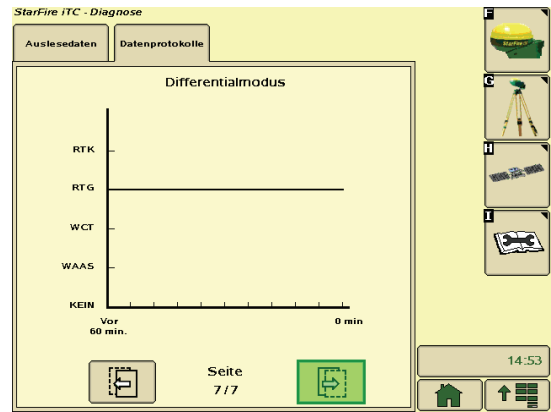 StarFire iTC - Diagnose
Auslesedaten
Datenprotokolle
Differentialmodus
RTK
RTG
WCT
WAAS
KEIN
Vor
60 min.
0 min
Seite
7/7
F
StarFire
G
H
I
14:53